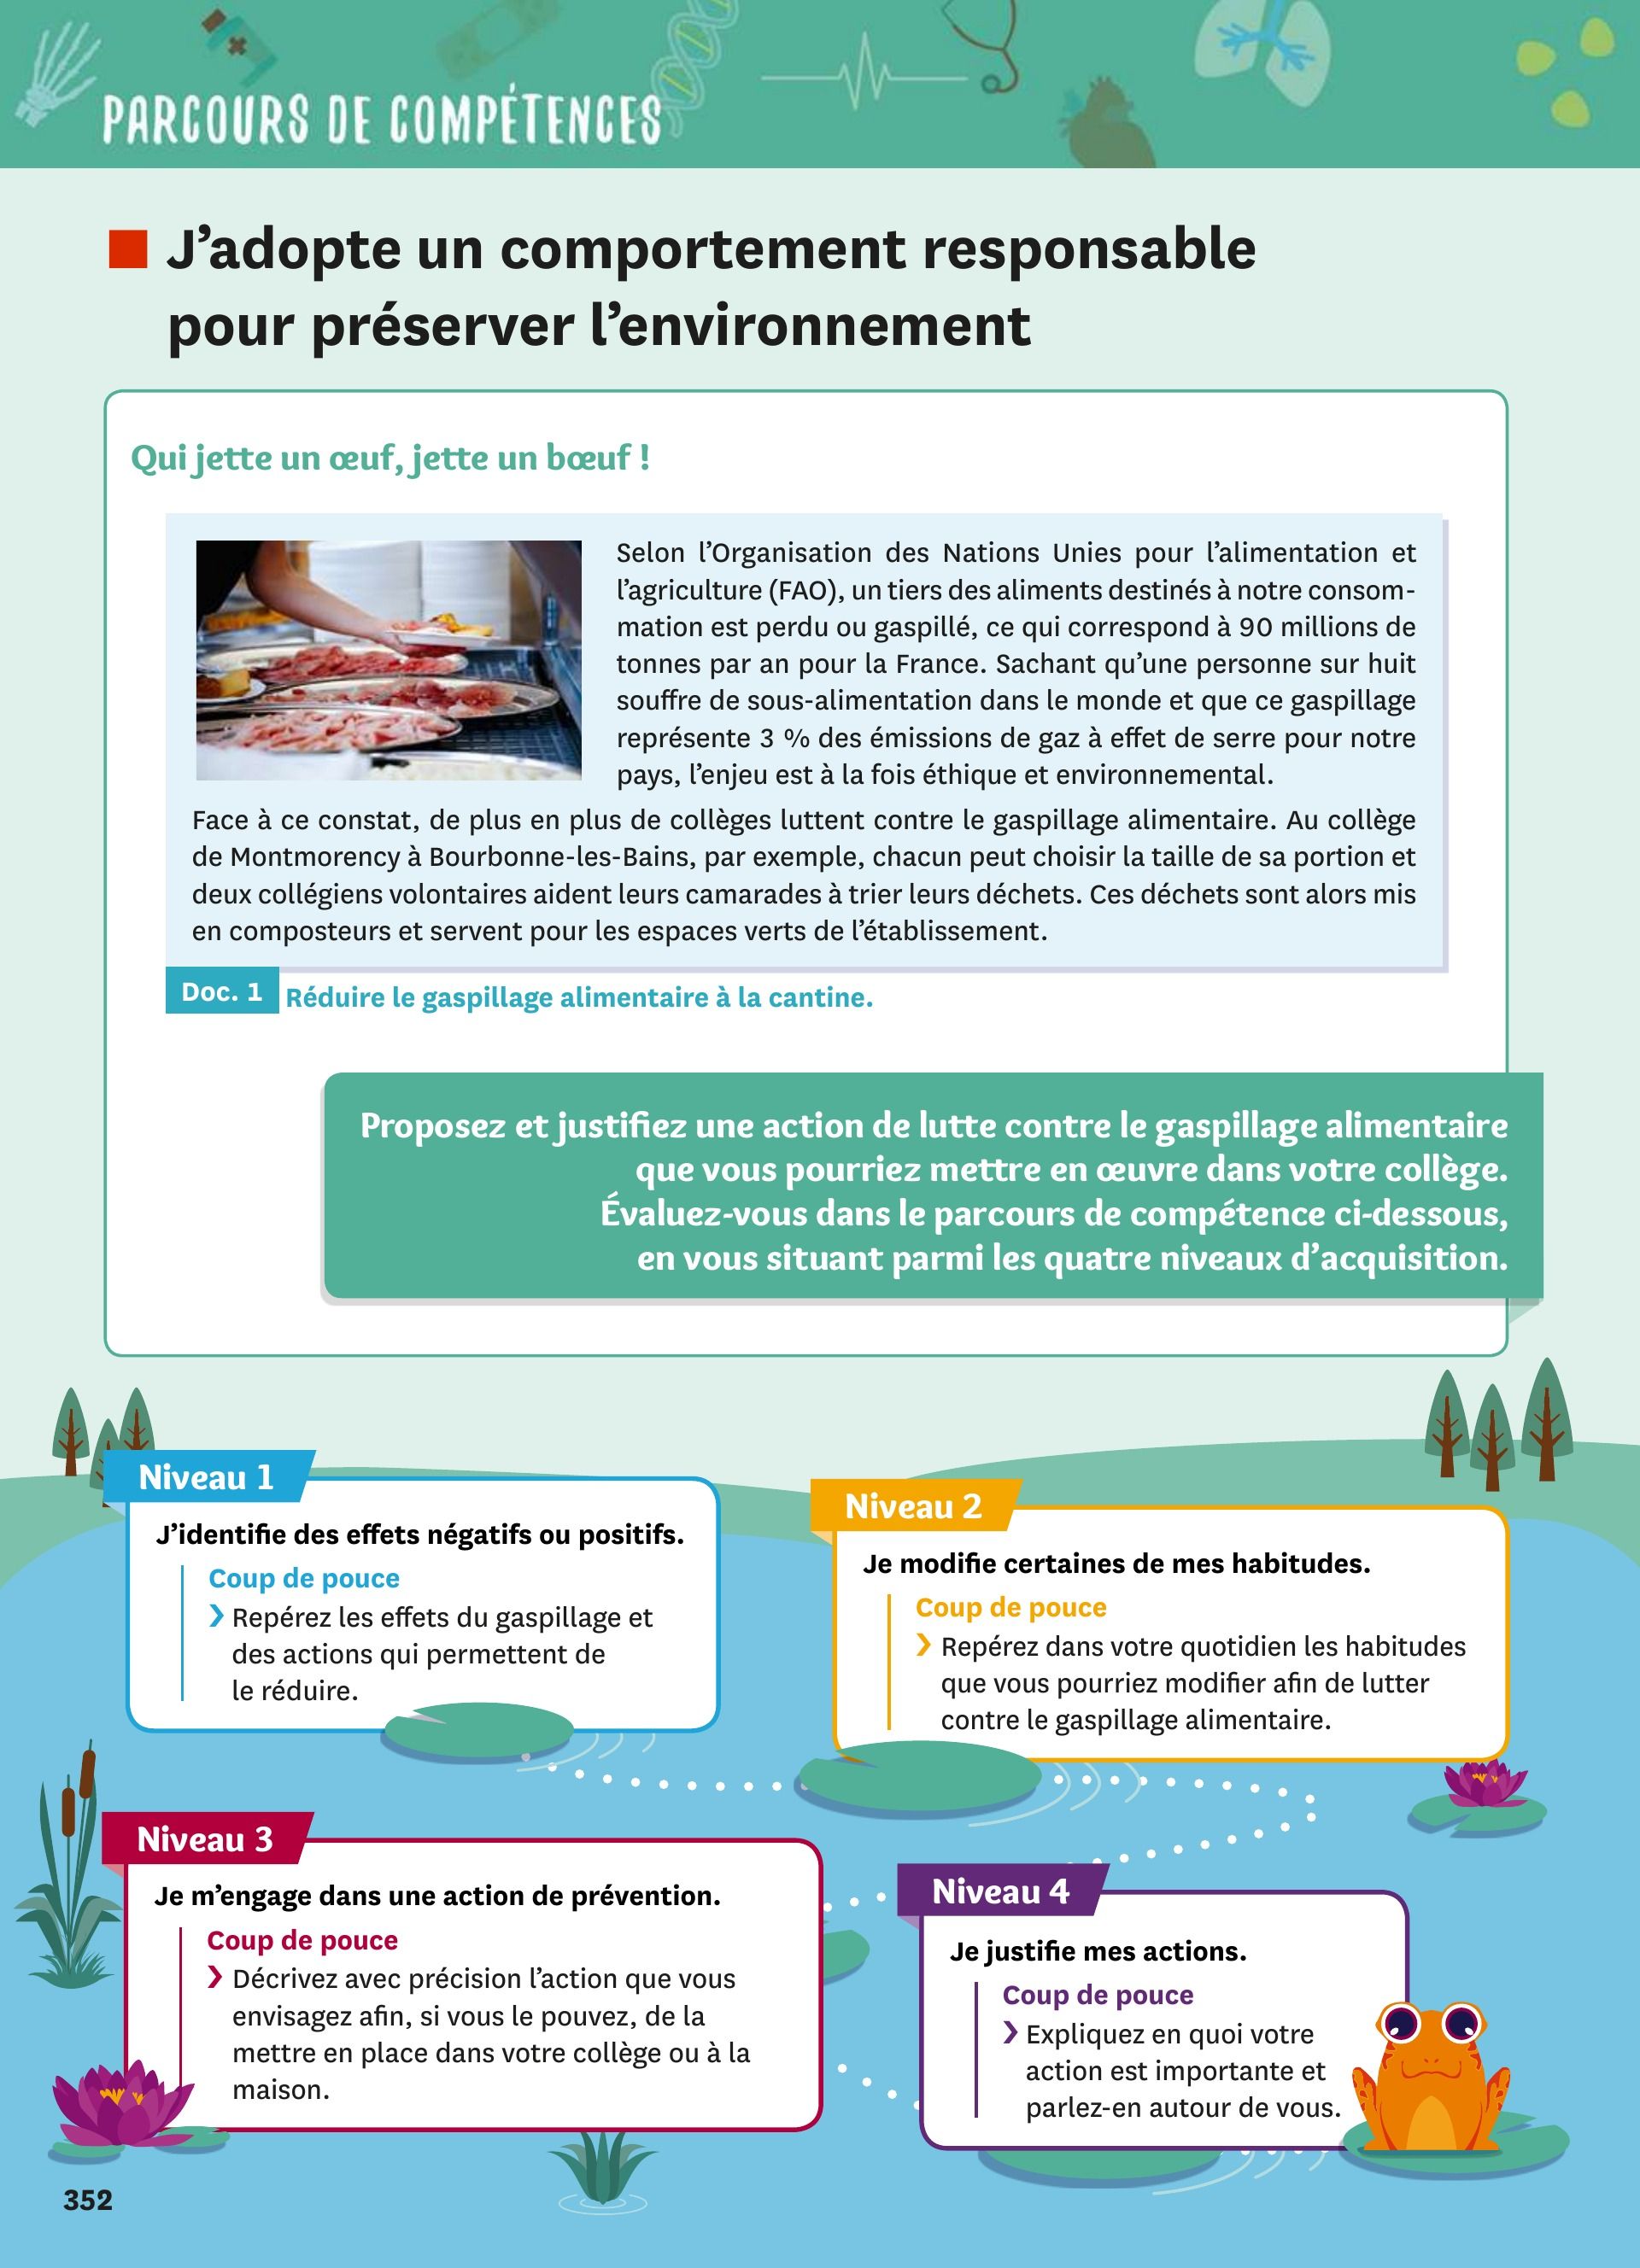 PARCOURS DE COMPÉTENCES
J’adopte un comportement responsable
pour préserver l’environnement
Qui jette un œuf, jette un bœuf !
Selon l’Organisation des Nations Unies pour l’alimentation et
l’agriculture (FAO), un tiers des aliments destinés à notre consom-
mation est perdu ou gaspillé, ce qui correspond à 90 millions de
tonnes par an pour la France. Sachant qu’une personne sur huit
souffre de sous-alimentation dans le monde et que ce gaspillage
représente 3 % des émissions de gaz à effet de serre pour notre
pays, l’enjeu est à la fois éthique et environnemental.
Face à ce constat, de plus en plus de collèges luttent contre le gaspillage alimentaire. Au collège
de Montmorency à Bourbonne-les-Bains, par exemple, chacun peut choisir la taille de sa portion et
deux collégiens volontaires aident leurs camarades à trier leurs déchets. Ces déchets sont alors mis
en composteurs et servent pour les espaces verts de l’établissement.
Doc. 1 Réduire le gaspillage alimentaire à la cantine.
Proposez et justifiez une action de lutte contre le gaspillage alimentaire
que vous pourriez mettre en œuvre dans votre collège.
Évaluez-vous dans le parcours de compétence ci-dessous,
en vous situant parmi les quatre niveaux d’acquisition.
Niveau 1
J’identifie des effets négatifs ou positifs.
Coup de pouce
› Repérez les effets du gaspillage et
des actions qui permettent de
le réduire.
Niveau 2
Je modifie certaines de mes habitudes.
Coup de pouce
› Repérez dans votre quotidien les habitudes
que vous pourriez modifier afin de lutter
contre le gaspillage alimentaire.
Niveau 3
Je m’engage dans une action de prévention.
Coup de pouce
› Décrivez avec précision l’action que vous
envisagez afin, si vous le pouvez, de la
mettre en place dans votre collège ou à la
maison.
Niveau 4
Je justifie mes actions.
Coup de pouce
› Expliquez en quoi votre
action est importante et
parlez-en autour de vous.
352